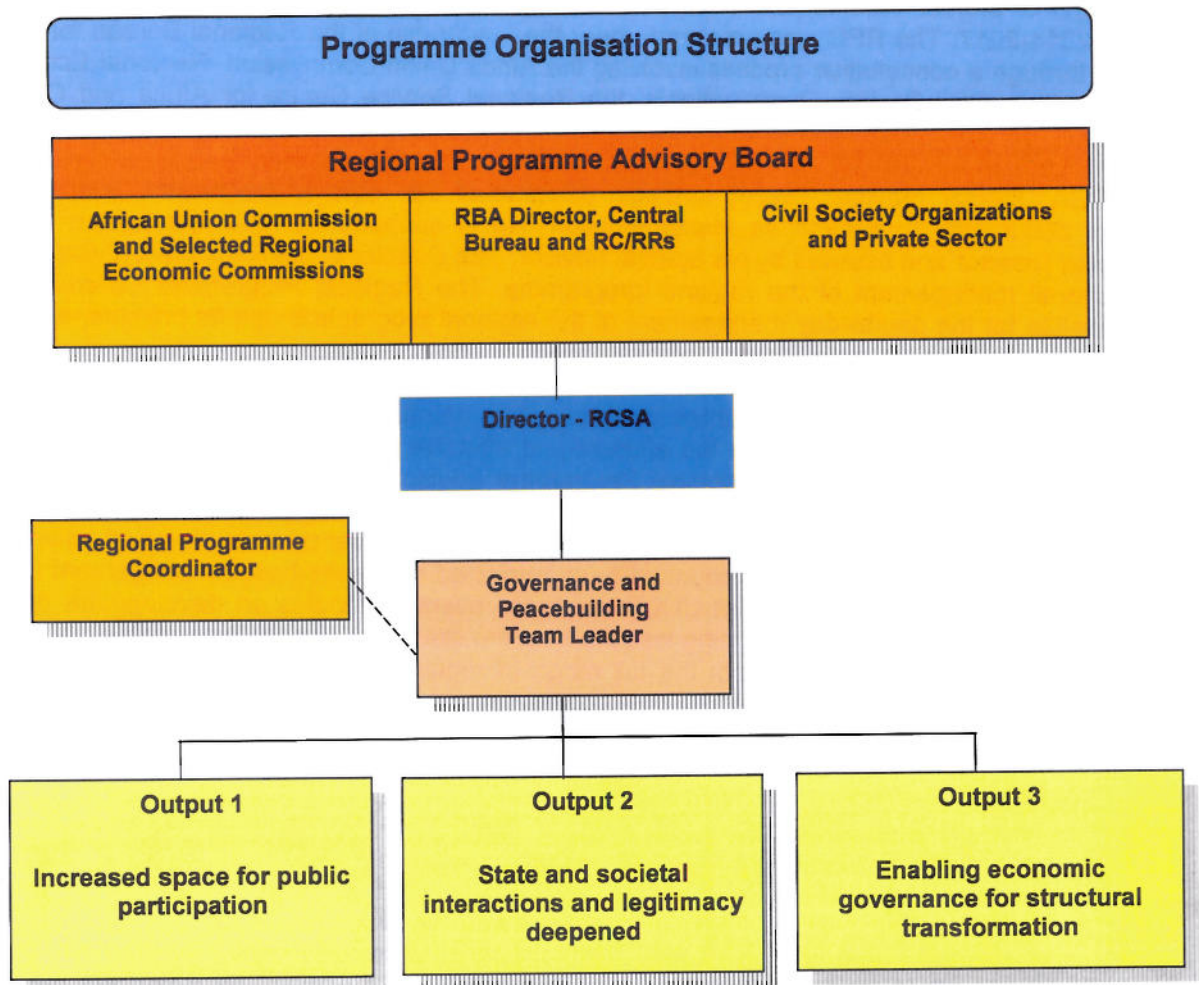 Programme Organisation Structure
Regional Programme Advisory Board
African Union Commission
and Selected Regional
Economic Commissions
RBA Director, Central
Bureau and RC/RRs
Civil Society Organizations
and Private Sector
Director - RCSA
Regional Programme
Coordinator
Governance and
Peacebuilding
Team Leader
Output 1
Increased space for public
participation
Output 2
State and societal
interactions and legitimacy
deepened
Output 3
Enabling economic
governance for structural
transformation